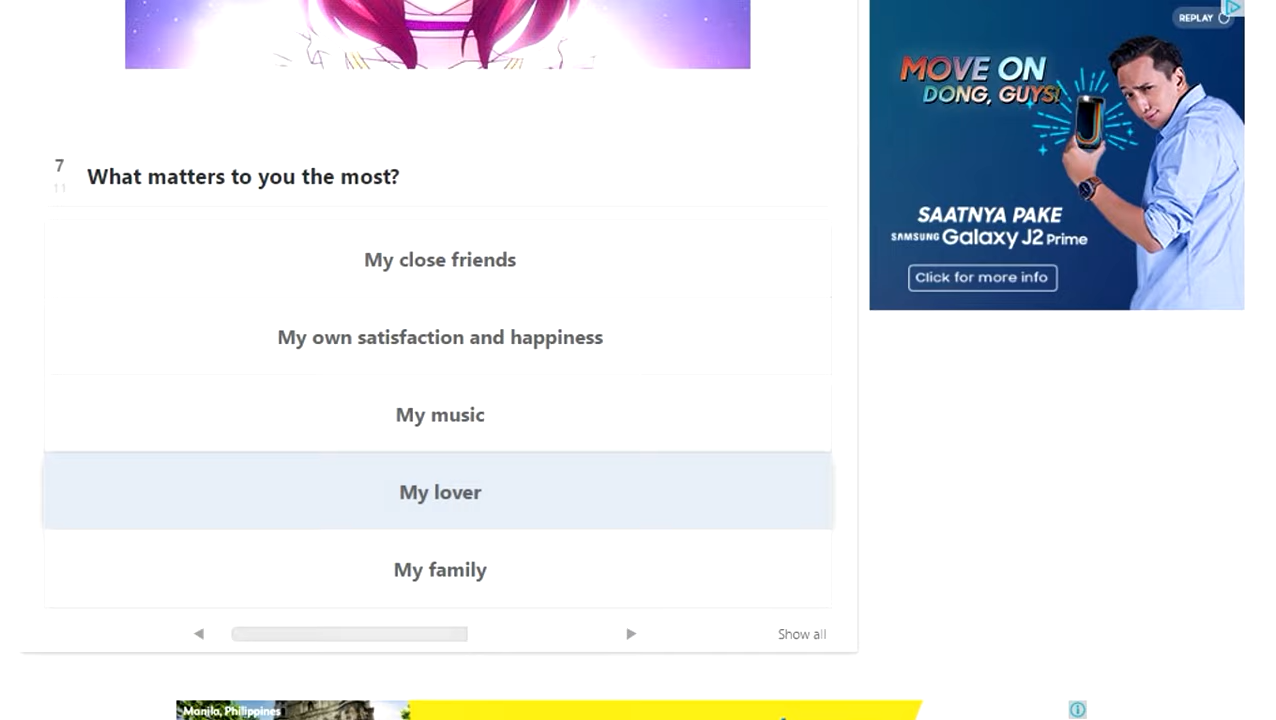 REPLAY
MOVE ON
DONG, GUYS!
7
11
What matters to you the most?
SAATNYA PAKE
SAMSUNG Galaxy J2 Prime
Click for more info
My close friends
My own satisfaction and happiness
My music
My lover
My family
Show all
Manila, Philippines